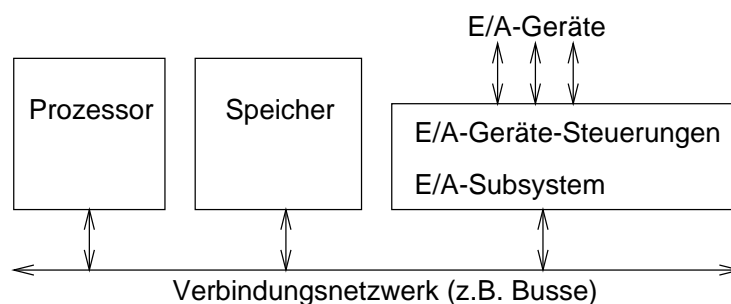 E/A-Geräte
Prozessor
Speicher
E/A-Geräte-Steuerungen
E/A-Subsystem
Verbindungsnetzwerk (z.B. Busse)